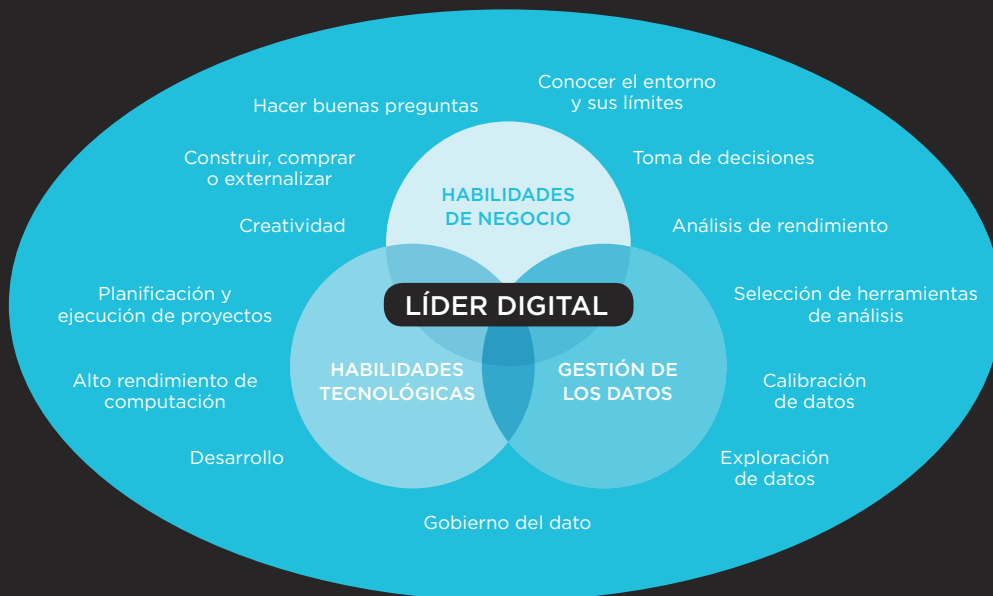 Conocer el entorno
y sus límites
Hacer buenas preguntas
Construir, comprar
o externalizar
Toma de decisiones
HABILIDADES
DE NEGOCIO
Creatividad
Análisis de rendimiento
Planificación y
ejecución de proyectos
LÍDER DIGITAL
Selección de herramientas
de análisis
HABILIDADES
TECNOLÓGICAS
GESTIÓN DE
LOS DATOS
Alto rendimiento de
computación
Calibración
de datos
Desarrollo
Exploración
de datos
Gobierno del dato